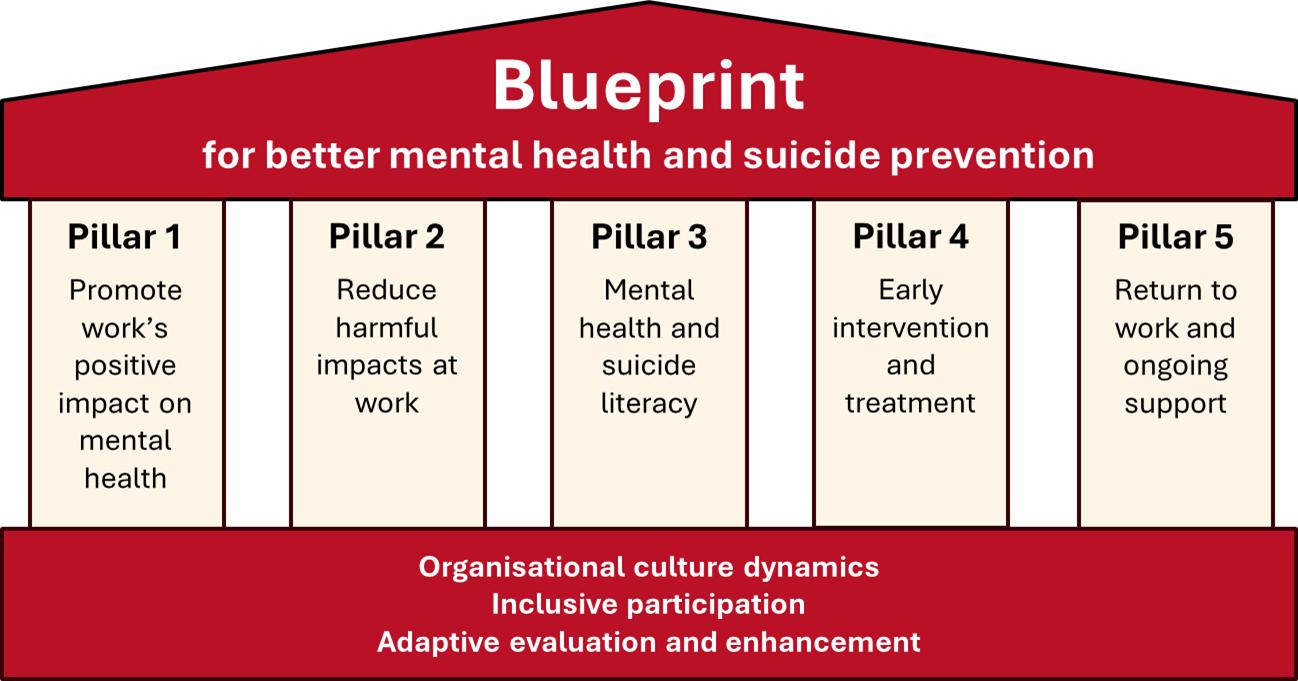 Blueprint
for better mental health and suicide prevention
Pillar 1
Promote
work’s
positive
impact on
mental
health
Pillar 2
Reduce
harmful
impacts at
work
Pillar 3
Mental
health and
suicide
literacy
Pillar 4
Early
intervention
and
treatment
Pillar 5
Return to
work and
ongoing
support
Organisational culture dynamics
Inclusive participation
Adaptive evaluation and enhancement